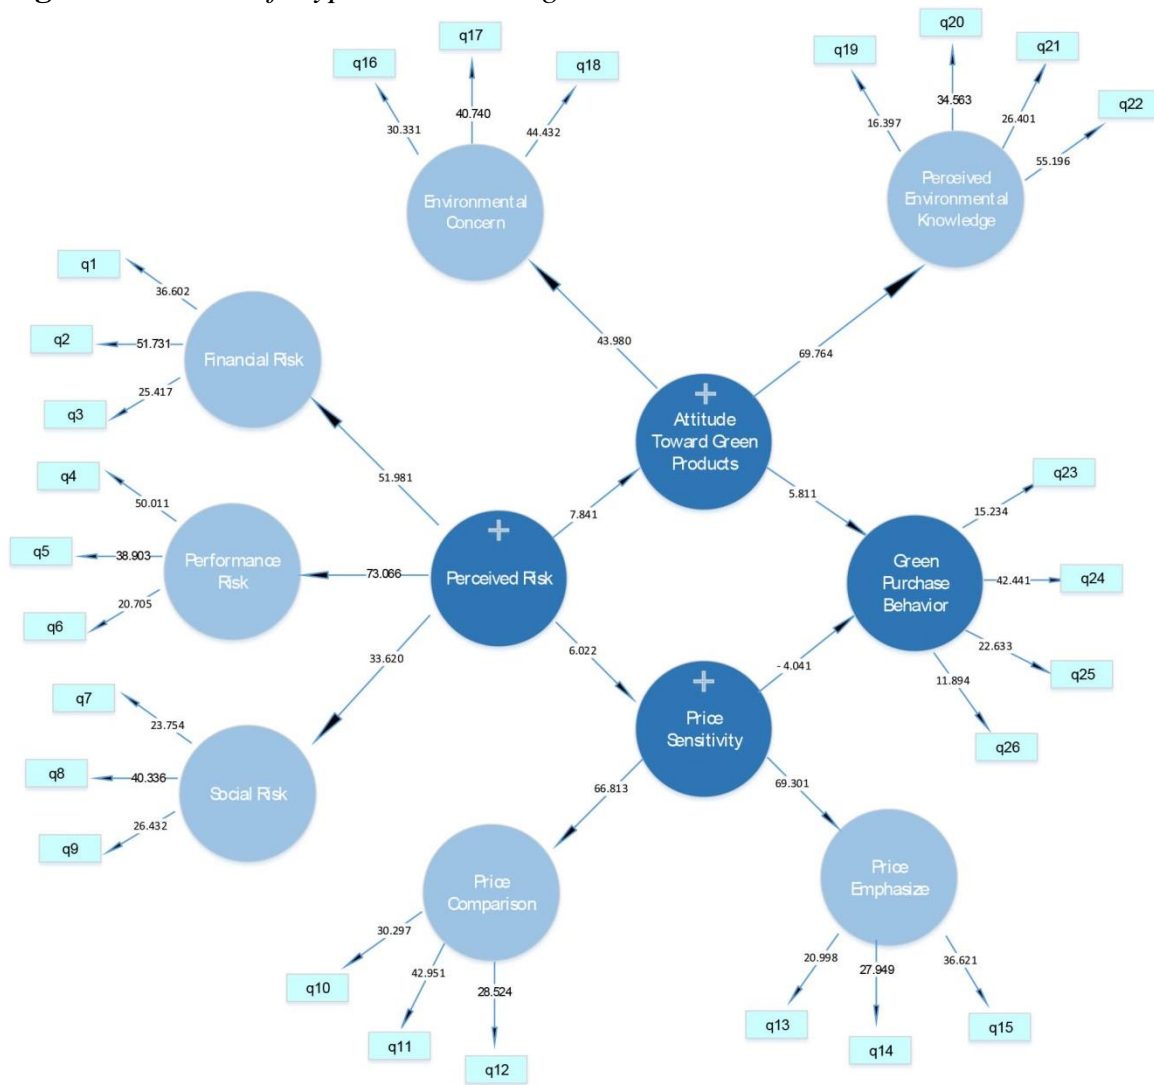 q16
q17
q18
30.331
40.740
44.432
Environmental
Concern
q19
q20
q21
q22
16.397
34.563
26.401
55.196
Perceived
Environmental
Knowledge
q1
q2
q3
36.602
51.731
25.417
Financial Risk
43.980
69.764
Attitude
Toward Green
Products
q4
q5
q6
50.011
38.903
20.705
Performance
Risk
51.981
73.066
33.620
Perceived Risk
7.841
6.022
5.811
- 4.041
Green
Purchase
Behavior
15.234
42.441
22.633
11.894
q23
q24
q25
q26
q7
q8
q9
23.754
40.336
26.432
Social Risk
Price
Sensitivity
66.813
69.301
Price
Comparison
30.297
42.951
28.524
q10
q11
q12
Price
Emphasize
20.998
27.949
36.621
q13
q14
q15